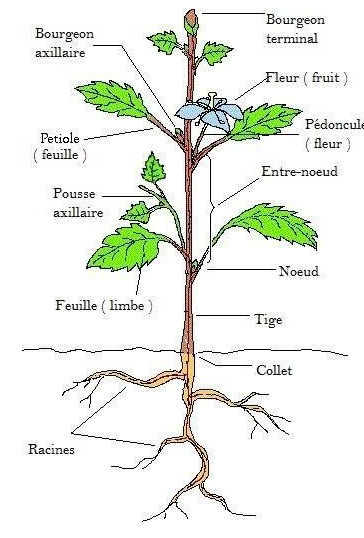 Bourgeon
axillaire
Bourgeon
terminal
Fleur ( fruit )
Pédoncule
( fleur )
Petiole
( feuille )
Entre-noeud
Pousse
axillaire
Noeud
Feuille ( limbe )
Tige
Collet
Racines